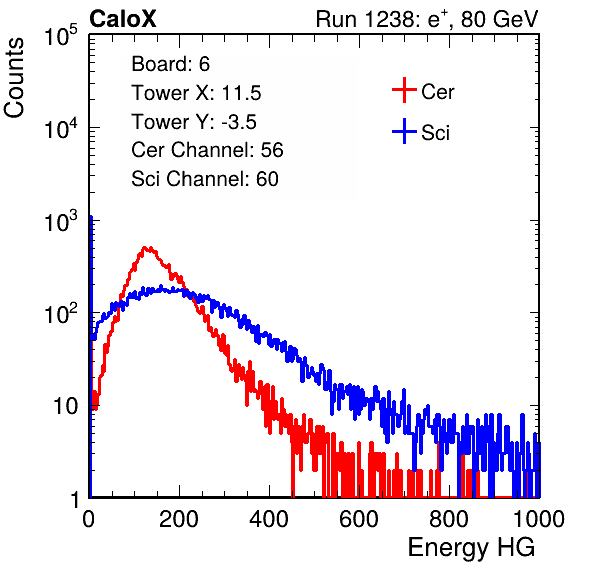 CaloX Run 1238: e⁺, 80 GeV
Counts
Board: 6
Tower X: 11.5
Tower Y: -3.5
Cer Channel: 56
Sci Channel: 60
Cer
Sci
10⁵
10⁴
10³
10²
10
1
0 200 400 600 800 1000
Energy HG